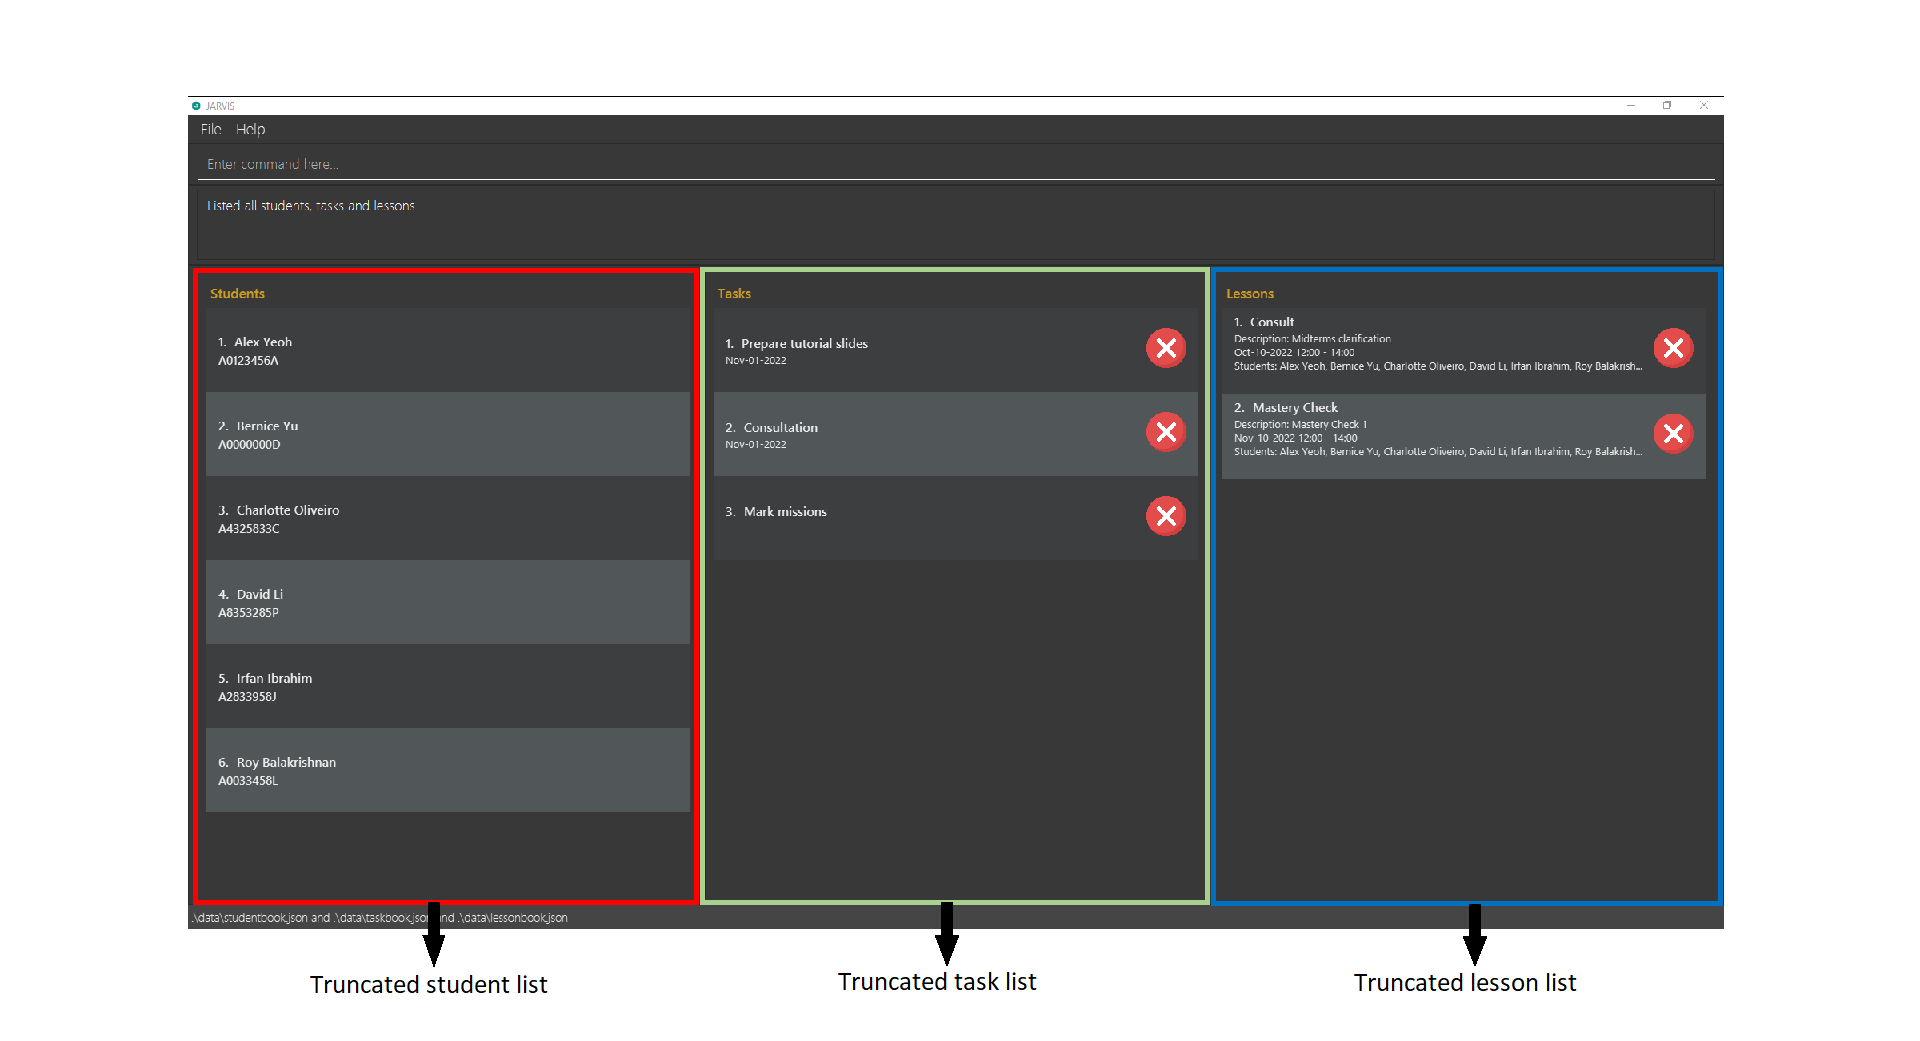 JARVIS
File Help
Enter command here...
Listed all students, tasks and lessons
Students
1. Alex Yeoh
A0123456A
2. Bernice Yu
A0000000D
3. Charlotte Oliveiro
A4325833C
4. David Li
A8353285P
5. Irfan Ibrahim
A2833958J
6. Roy Balakrishnan
A0033458L
Tasks
1. Prepare tutorial slides
Nov-01-2022
2. Consultation
Nov-01-2022
3. Mark missions
Lessons
1. Consult
Description: Midterms clarification
Oct-10-2022 12:00 - 14:00
Students: Alex Yeoh, Bernice Yu, Charlotte Oliveiro, David Li, Irfan Ibrahim, Roy Balakrish...
2. Mastery Check
Description: Mastery Check 1
Nov-10-2022 12:00 - 14:00
Students: Alex Yeoh, Bernice Yu, Charlotte Oliveiro, David Li, Irfan Ibrahim, Roy Balakrish...
.\data\studentbook.json and .\data\taskbook.json and .\data\lessonbook.json
Truncated student list
Truncated task list
Truncated lesson list